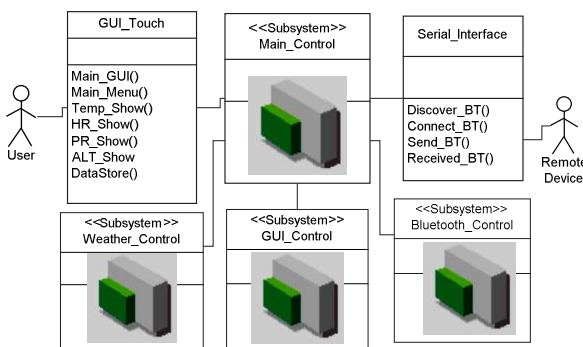 GUI_Touch
Main_GUI()
Main_Menu()
Temp_Show()
HR_Show()
PR_Show()
ALT_Show
DataStore()
User
<<Subsystem>>
Main_Control
Serial_Interface
Discover_BT()
Connect_BT()
Send_BT()
Received_BT()
Remote
Device
<<Subsystem>>
Weather_Control
<<Subsystem>>
GUI_Control
<<Subsystem>>
Bluetooth_Control